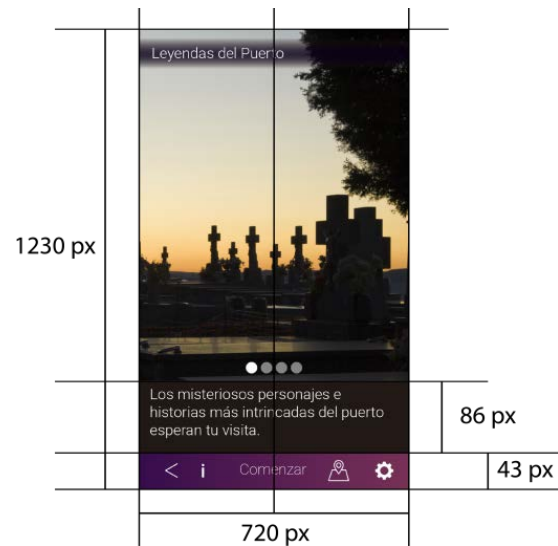 Leyendas del Puerto
1230 px
Los misteriosos personajes e
historias más intrincadas del puerto
esperan tu visita.
86 px
< i Comenzar
43 px
720 px